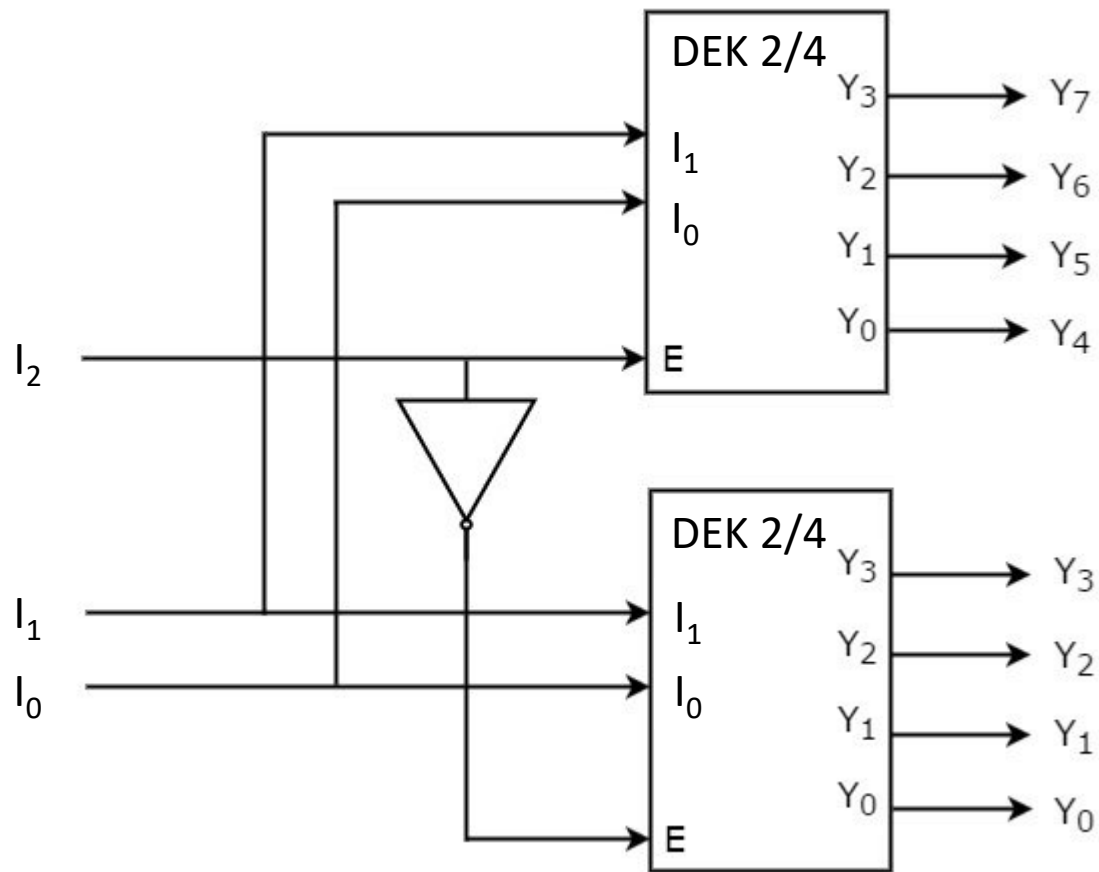 DEK 2/4
Y₃ Y₇
I₁
Y₂ Y₆
I₀
Y₁ Y₅
Y₀ Y₄
I₂ E
DEK 2/4
Y₃ Y₃
I₁ I₁
Y₂ Y₂
I₀ I₀
Y₁ Y₁
Y₀ Y₀
E